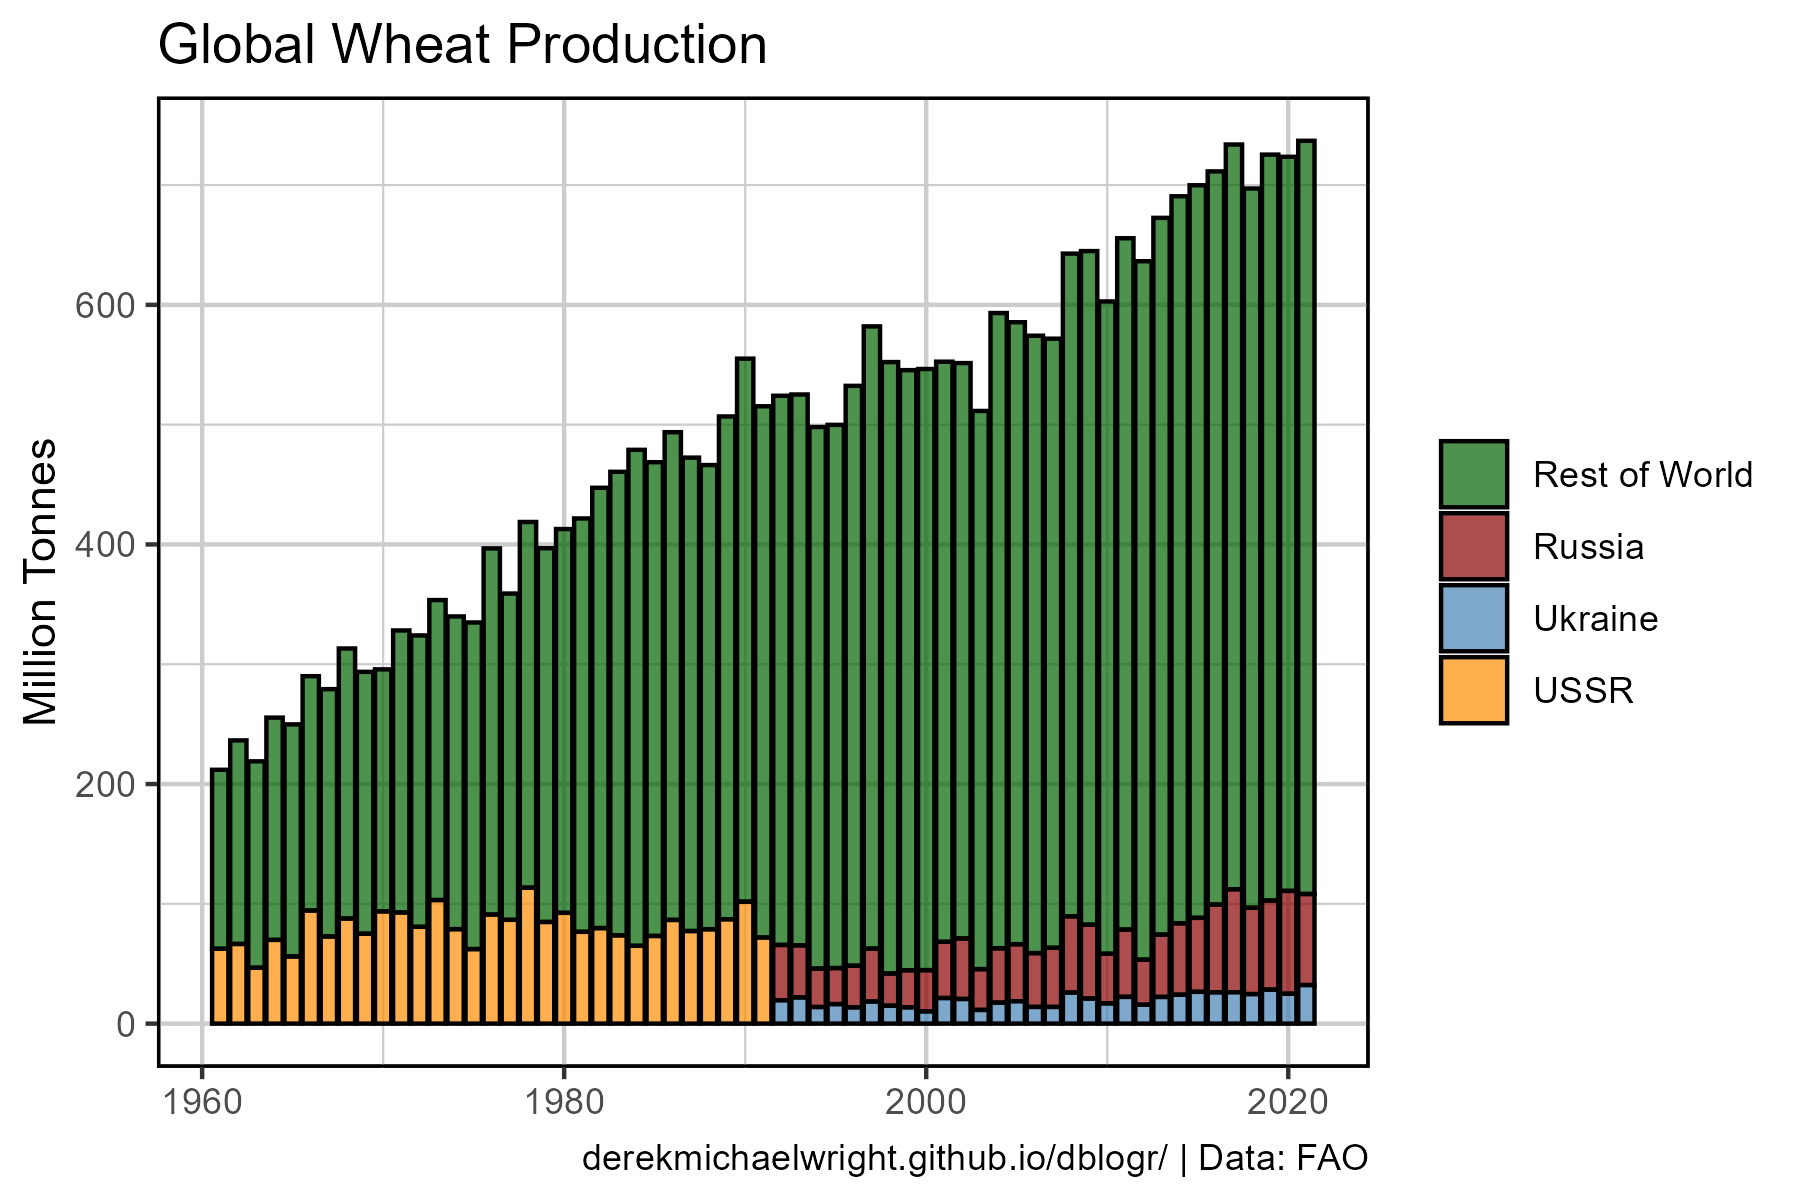 Global Wheat Production
Million Tonnes
600
400
200
0
1960
1980
2000
2020
Rest of World
Russia
Ukraine
USSR
derekmichaelwright.github.io/dblogr/ | Data: FAO